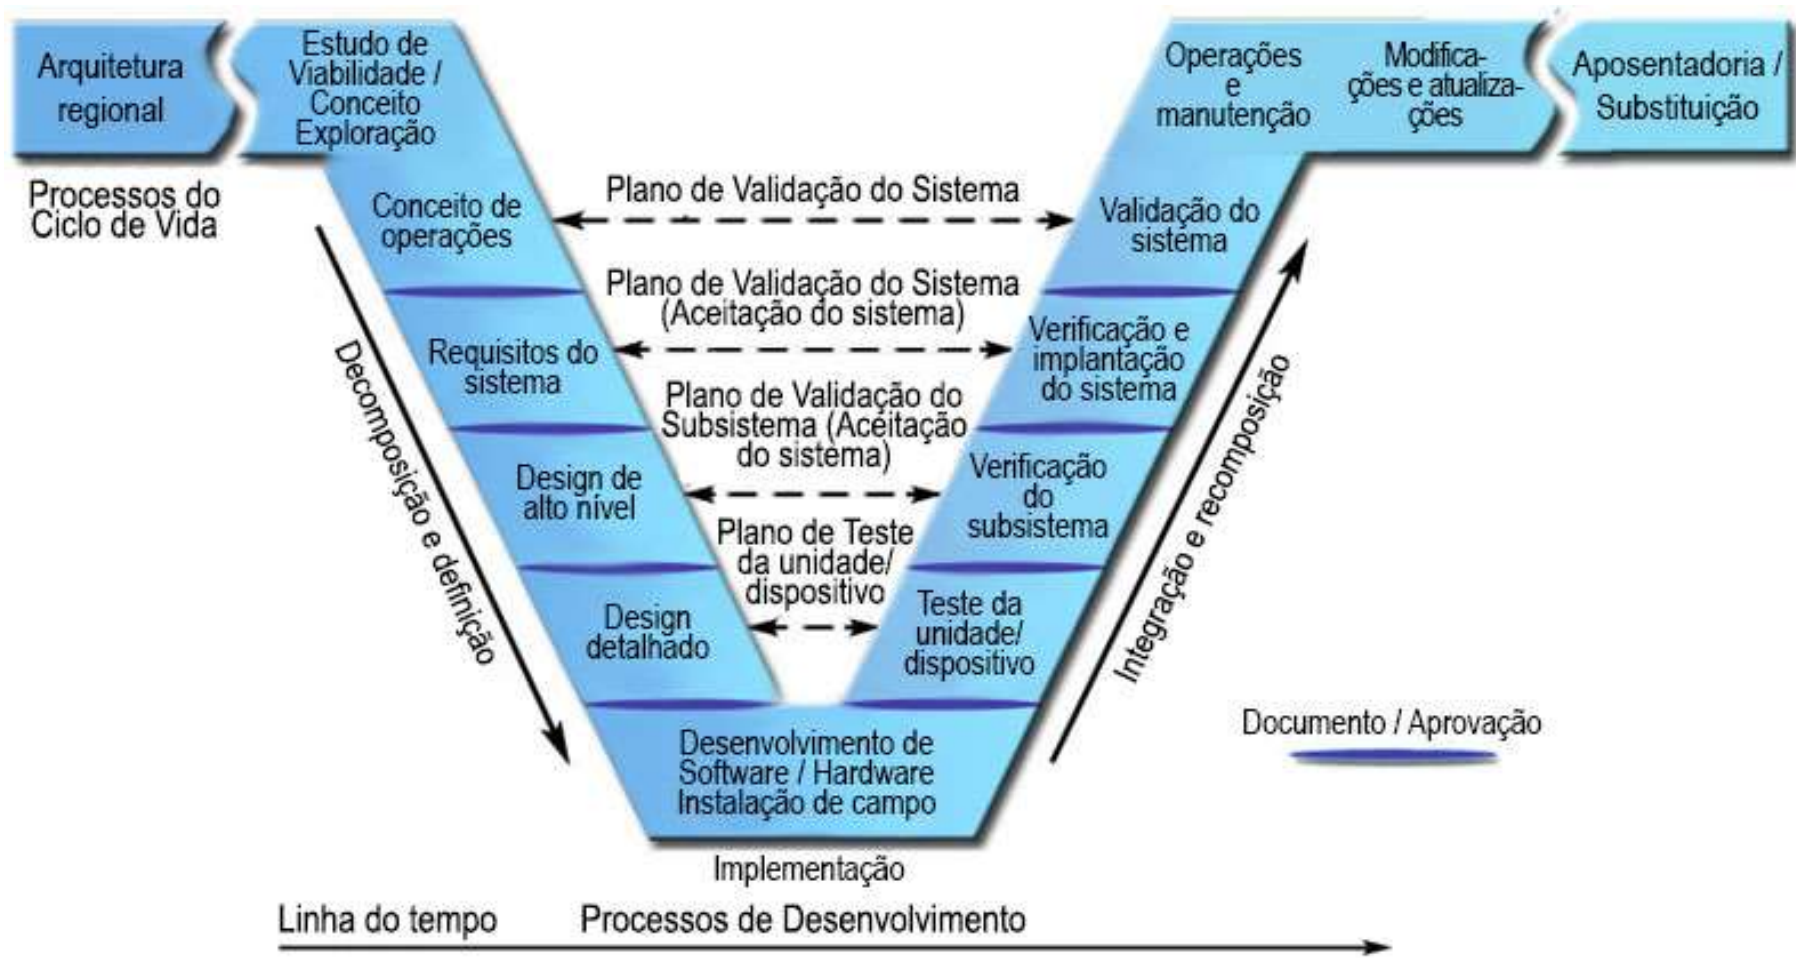 Arquitetura
regional
Estudo de
Viabilidade /
Conceito
Exploração
Operações
e
manutenção
Modifica-
ções e atualiza-
ções
Aposentadoria /
Substituição
Processos do
Ciclo de Vida
Conceito de
operações
Plano de Validação do Sistema
Validação do
sistema
Plano de Validação do Sistema
(Aceitação do sistema)
Requisitos do
sistema
Verificação e
implantação
do sistema
Plano de Validação do
Subsistema (Aceitação
do sistema)
Design de
alto nível
Verificação
do
subsistema
Plano de Teste
da unidade/
dispositivo
Design
detalhado
Teste da
unidade/
dispositivo
Decomposição e definição
Integração e recomposição
Desenvolvimento de
Software / Hardware
Instalação de campo
Documento / Aprovação
Implementação
Linha do tempo
Processos de Desenvolvimento